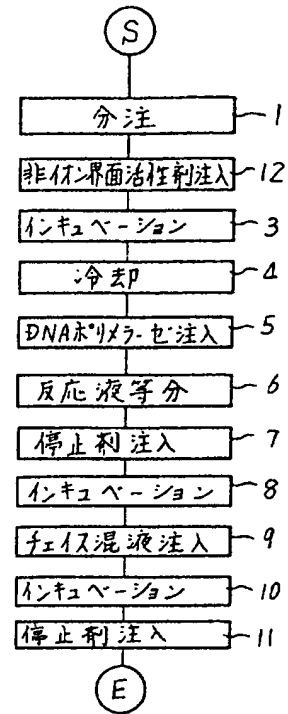 S
分注 1
非イオン界面活性剤注入 12
インキュベーション 3
冷却 4
DNAポリメラーゼ注入 5
反応液等分 6
停止剤注入 7
インキュベーション 8
チェイス混液注入 9
インキュベーション 10
停止剤注入 11
E